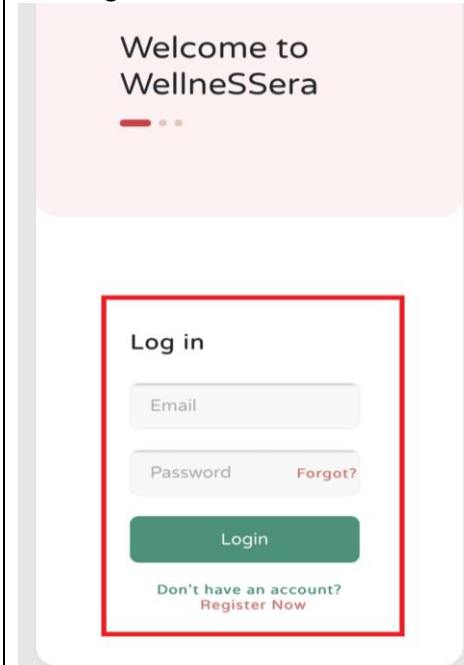 Welcome to
WellneSSera
Log in
Email
Password Forgot?
Login
Don't have an account?
Register Now